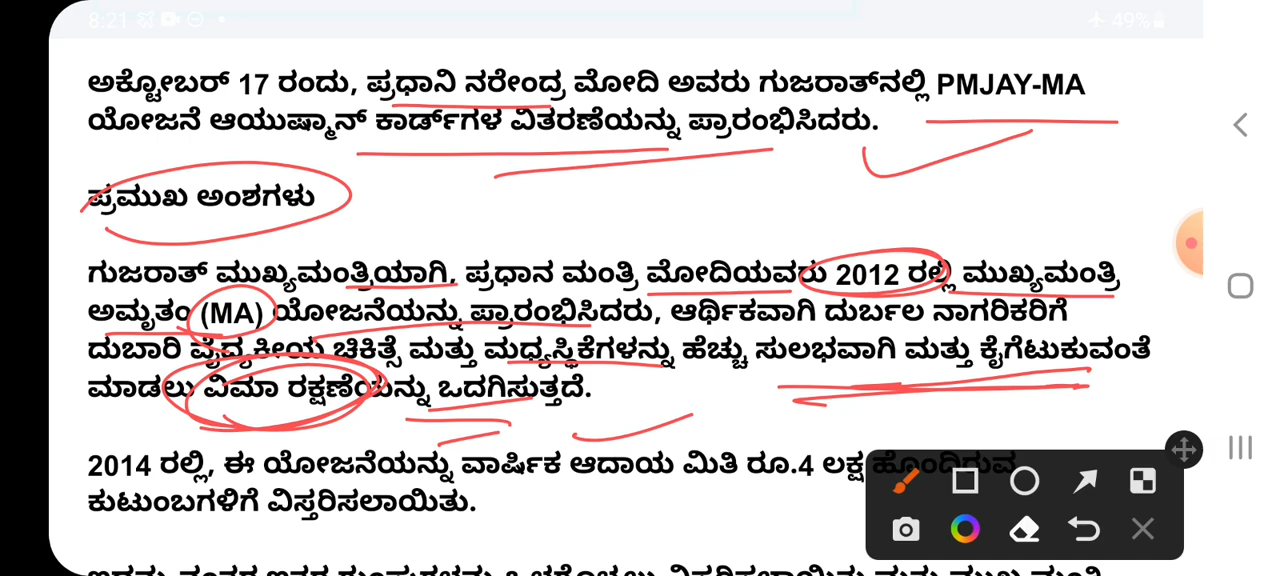 8:21
49%
ಅಕ್ಟೋಬರ್ 17 ರಂದು, ಪ್ರಧಾನಿ ನರೇಂದ್ರ ಮೋದಿ ಅವರು ಗುಜರಾತ್‌ನಲ್ಲಿ PMJAY-MA
ಯೋಜನೆ ಆಯುಷ್ಮಾನ್ ಕಾರ್ಡ್‌ಗಳ ವಿತರಣೆಯನ್ನು ಪ್ರಾರಂಭಿಸಿದರು.
ಪ್ರಮುಖ ಅಂಶಗಳು
ಗುಜರಾತ್ ಮುಖ್ಯಮಂತ್ರಿಯಾಗಿ, ಪ್ರಧಾನ ಮಂತ್ರಿ ಮೋದಿಯವರು 2012 ರಲ್ಲಿ ಮುಖ್ಯಮಂತ್ರಿ
ಅಮೃತಂ (MA) ಯೋಜನೆಯನ್ನು ಪ್ರಾರಂಭಿಸಿದರು, ಆರ್ಥಿಕವಾಗಿ ದುರ್ಬಲ ನಾಗರಿಕರಿಗೆ
ದುಬಾರಿ ವೈದ್ಯಕೀಯ ಚಿಕಿತ್ಸೆ ಮತ್ತು ಮಧ್ಯಸ್ಥಿಕೆಗಳನ್ನು ಹೆಚ್ಚು ಸುಲಭವಾಗಿ ಮತ್ತು ಕೈಗೆಟುಕುವಂತೆ
ಮಾಡಲು ವಿಮಾ ರಕ್ಷಣೆಯನ್ನು ಒದಗಿಸುತ್ತದೆ.
2014 ರಲ್ಲಿ, ಈ ಯೋಜನೆಯನ್ನು ವಾರ್ಷಿಕ ಆದಾಯ ಮಿತಿ ರೂ.4 ಲಕ್ಷ ಹೊಂದಿರುವ
ಕುಟುಂಬಗಳಿಗೆ ವಿಸ್ತರಿಸಲಾಯಿತು.